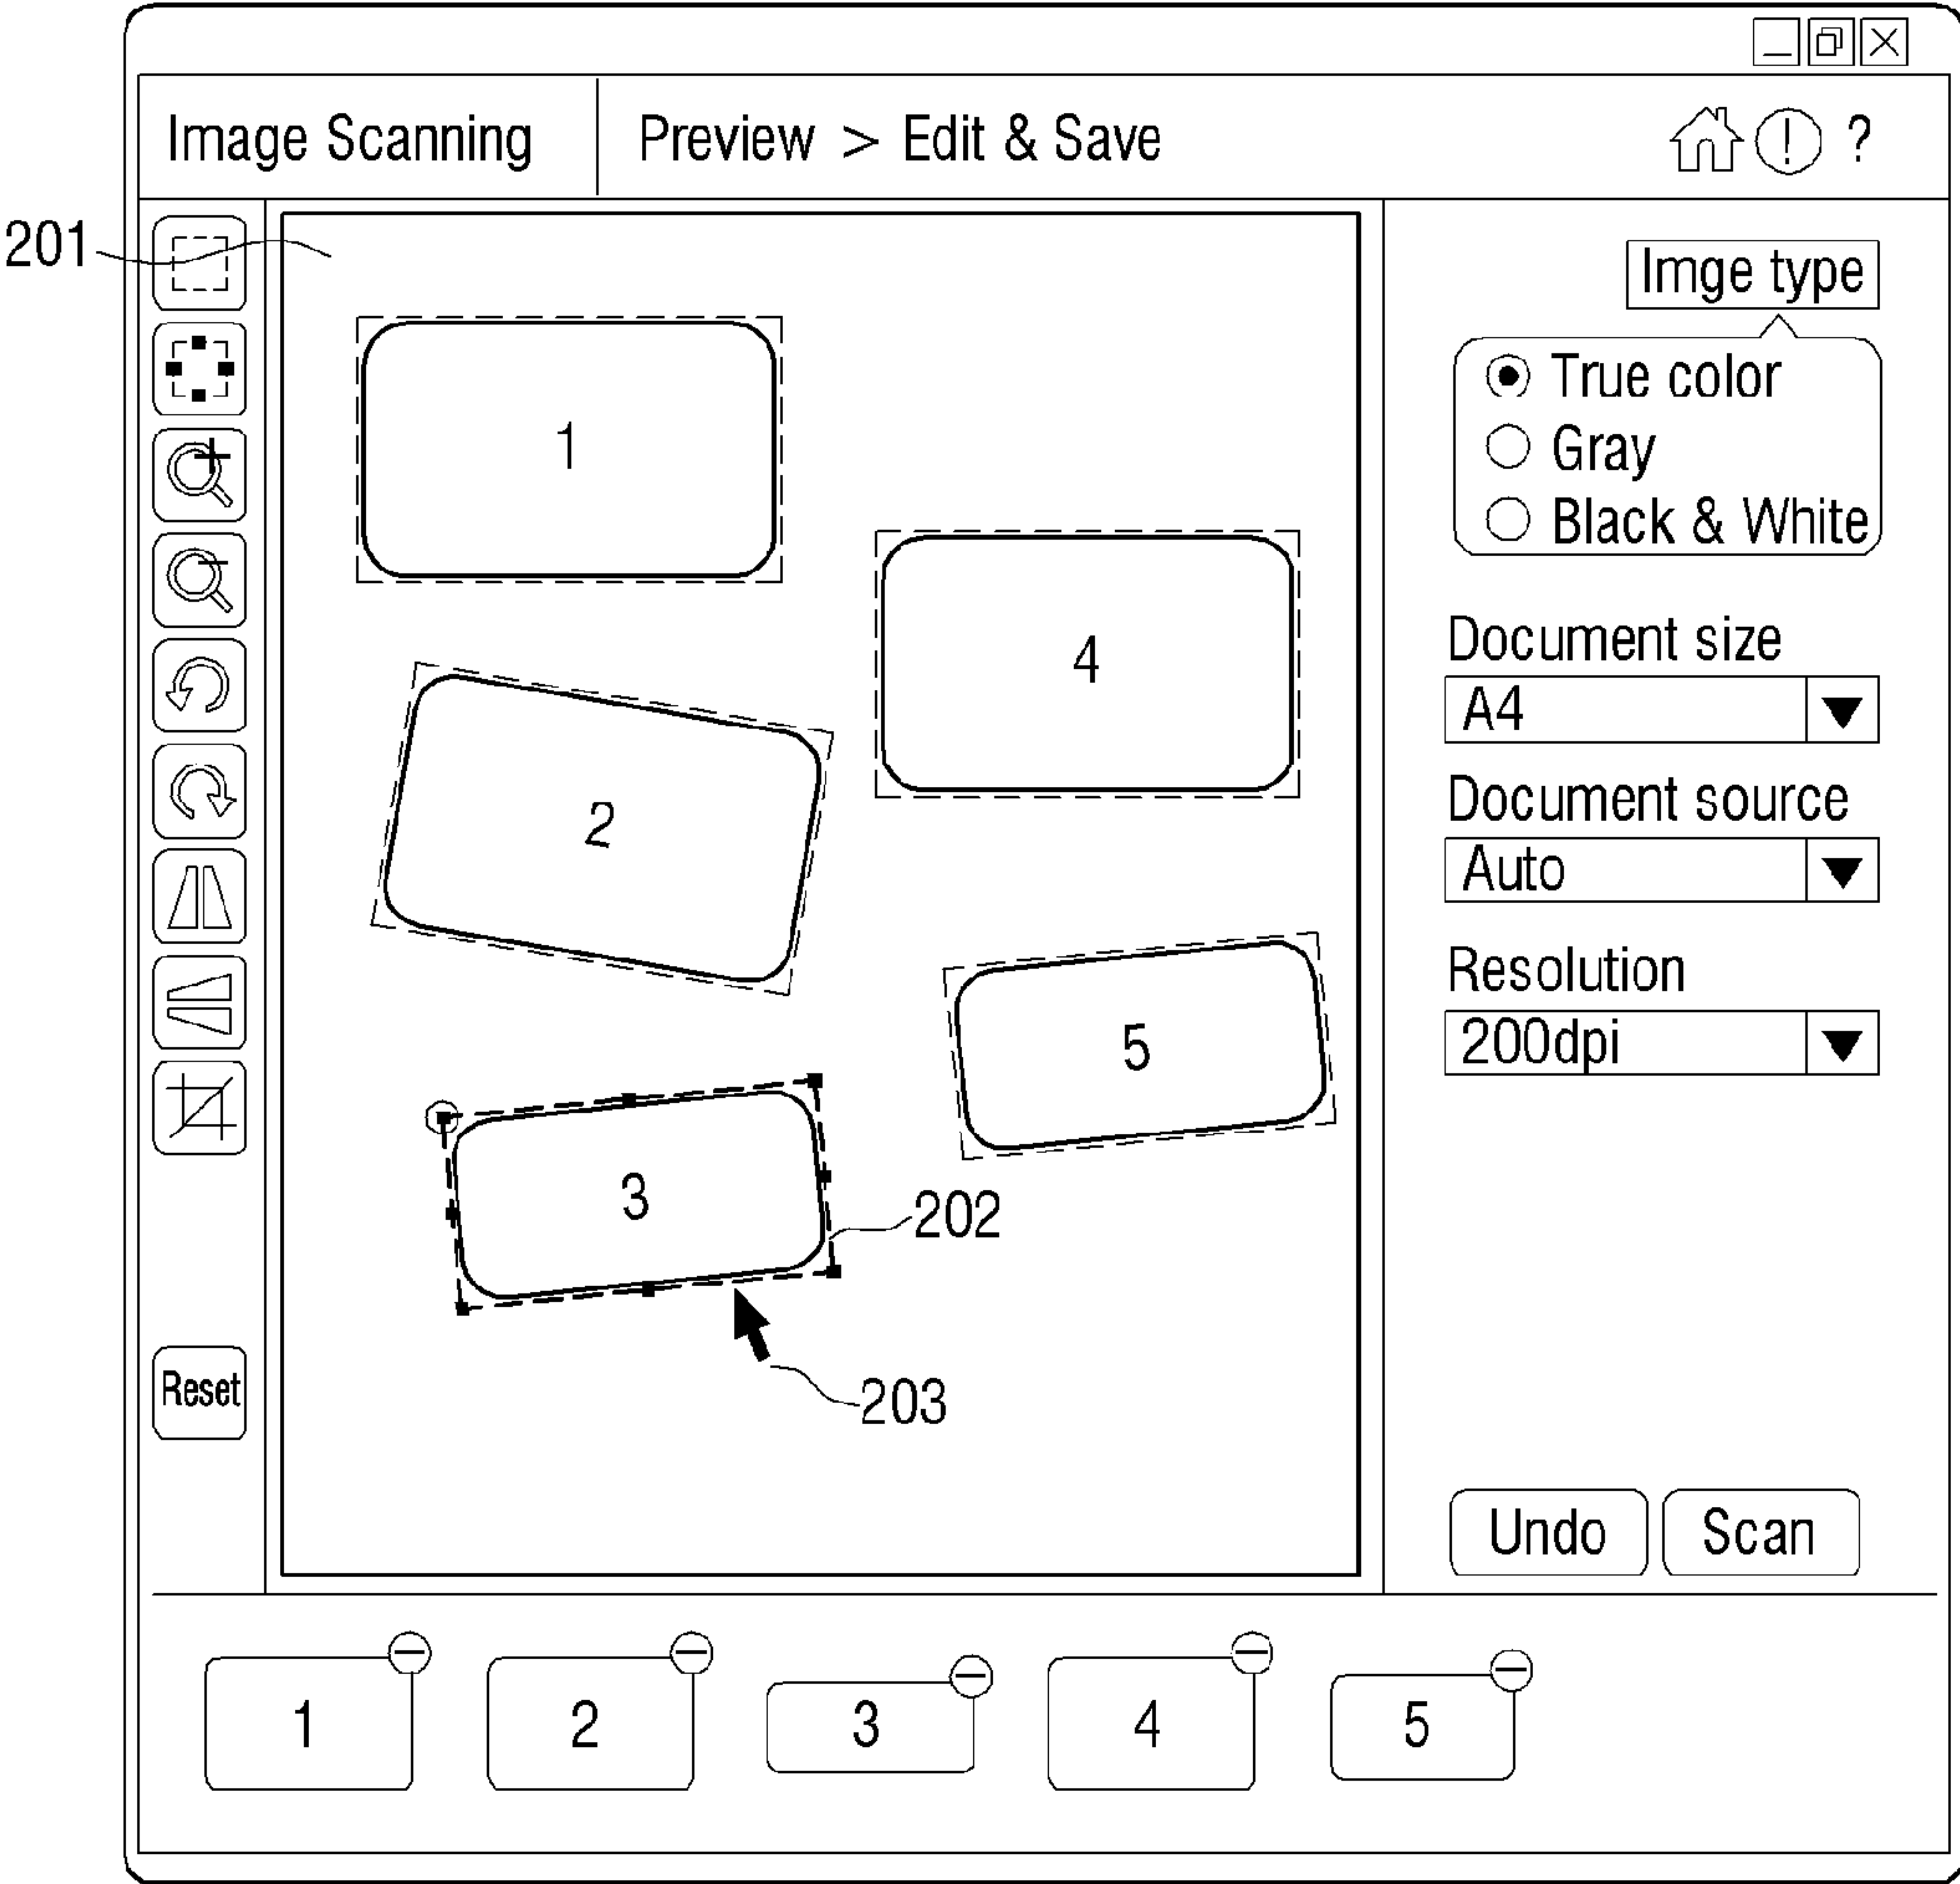 Image Scanning
Preview > Edit & Save
?
201
Imge type
True color
Gray
Black & White
1
4
Document size
A4
2
Document source
Auto
5
Resolution
200dpi
3
202
203
Reset
Undo
Scan
1
2
3
4
5